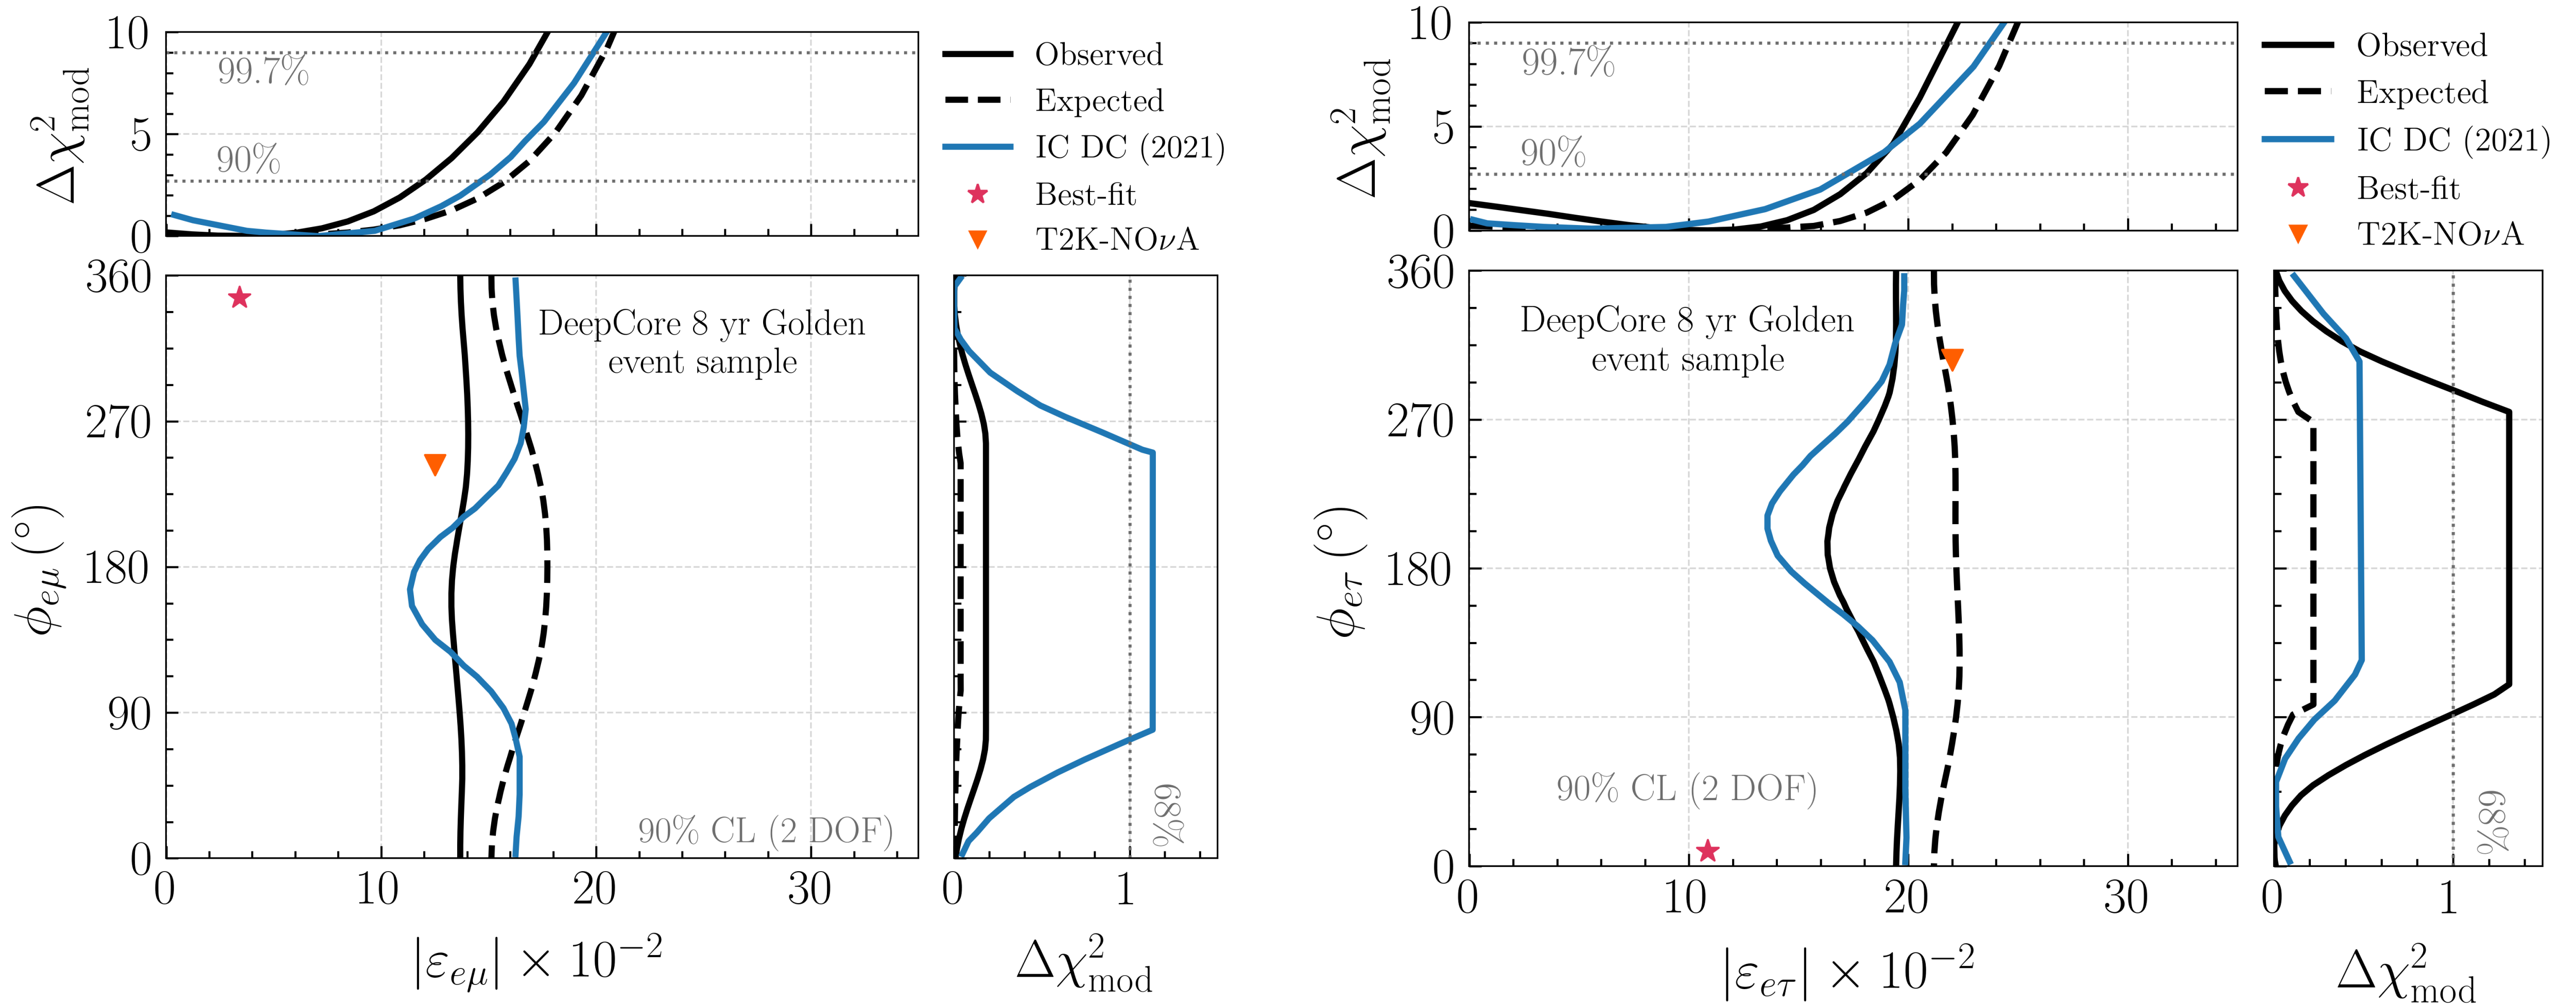 10
5
0
Δχ²mod
99.7%
90%
Observed
Expected
IC DC (2021)
Best-fit
T2K-NOνA
360
270
180
90
0
ϕeμ (°)
DeepCore 8 yr Golden
event sample
90% CL (2 DOF)
68%
0 10 20 30
0 1
|εeμ| × 10⁻²
Δχ²mod
10
5
0
Δχ²mod
99.7%
90%
Observed
Expected
IC DC (2021)
Best-fit
T2K-NOνA
360
270
180
90
0
ϕeτ (°)
DeepCore 8 yr Golden
event sample
90% CL (2 DOF)
68%
0 10 20 30
0 1
|εeτ| × 10⁻²
Δχ²mod